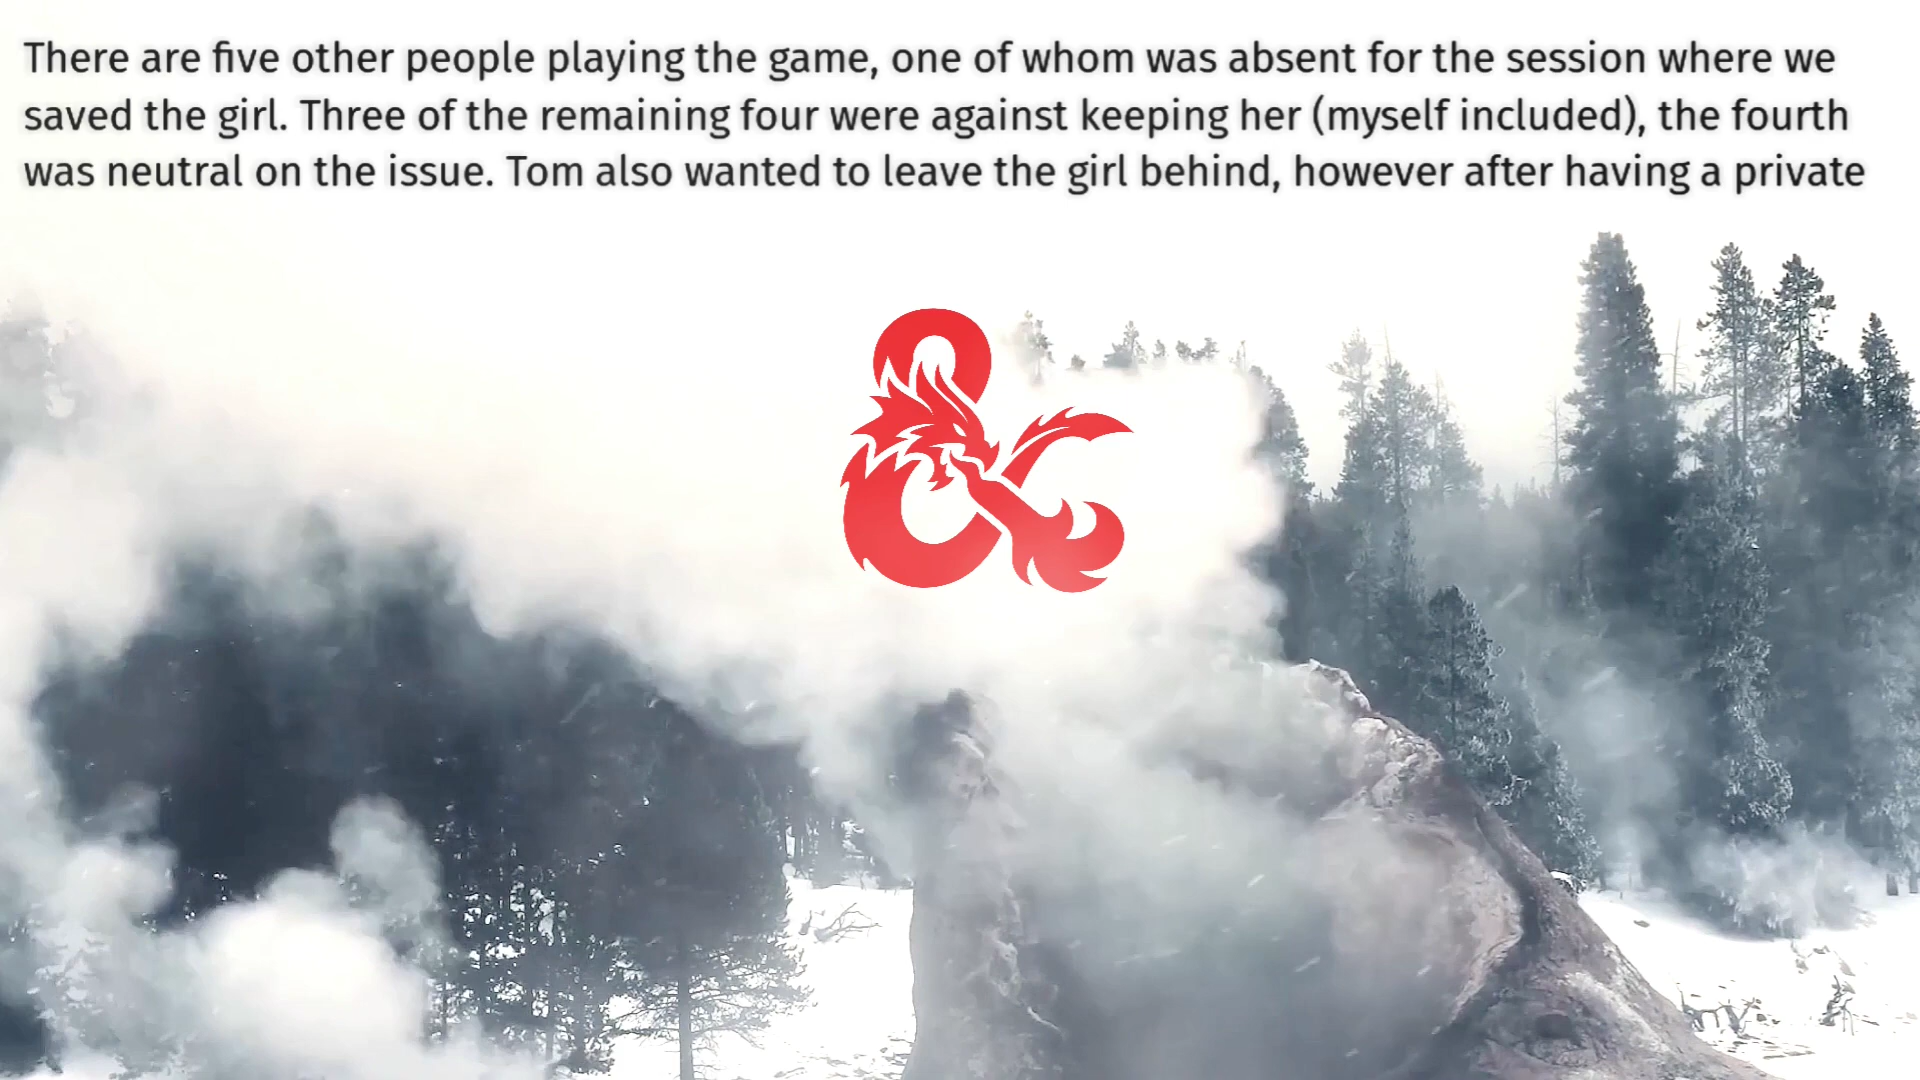 There are five other people playing the game, one of whom was absent for the session where we
saved the girl. Three of the remaining four were against keeping her (myself included), the fourth
was neutral on the issue. Tom also wanted to leave the girl behind, however after having a private